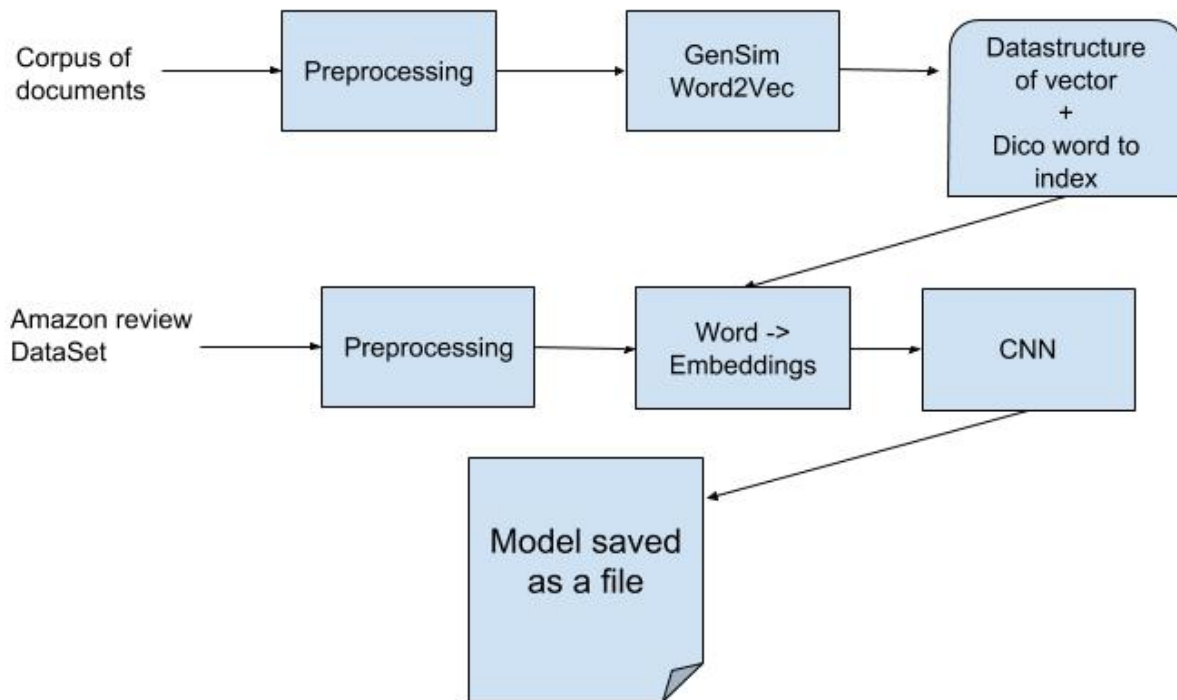 Corpus of
documents
Preprocessing
GenSim
Word2Vec
Datastructure
of vector
+
Dico word to
index
Amazon review
DataSet
Preprocessing
Word ->
Embeddings
CNN
Model saved
as a file